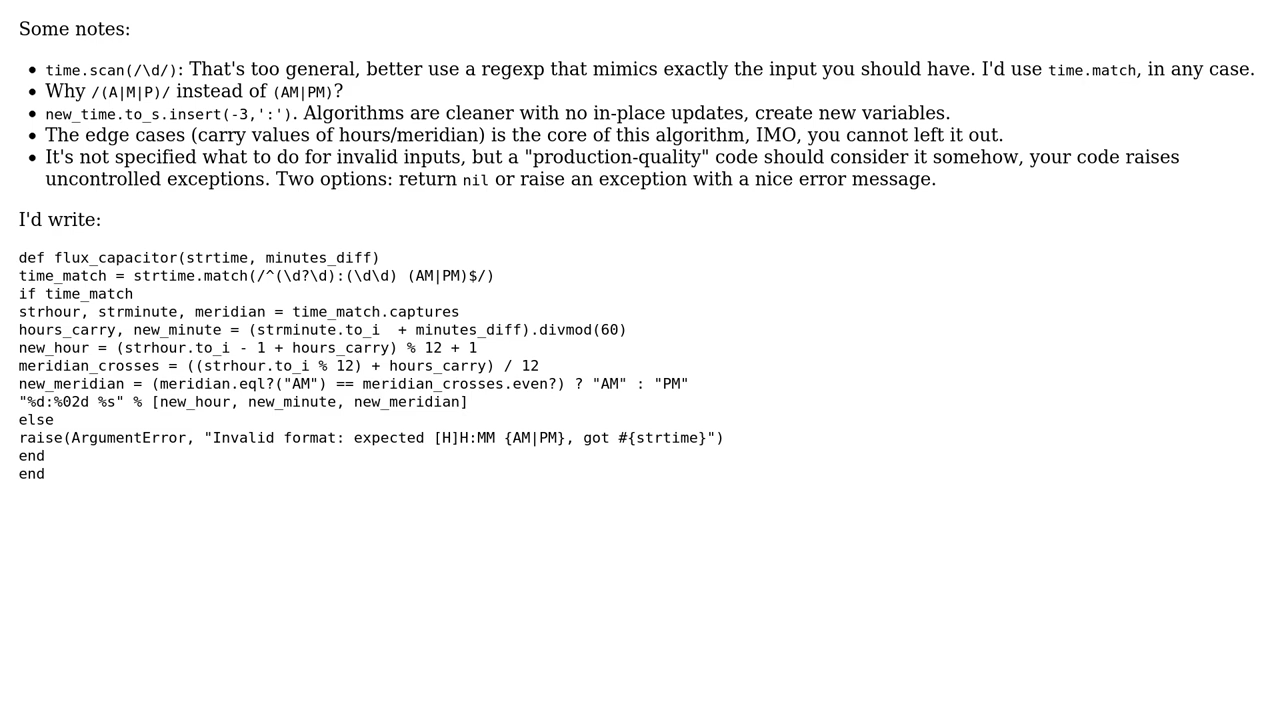 Some notes:
time.scan(/\d/): That's too general, better use a regexp that mimics exactly the input you should have. I'd use time.match, in any case.
Why /(A|M|P)/ instead of (AM|PM)?
new_time.to_s.insert(-3,':'). Algorithms are cleaner with no in-place updates, create new variables.
The edge cases (carry values of hours/meridian) is the core of this algorithm, IMO, you cannot left it out.
It's not specified what to do for invalid inputs, but a "production-quality" code should consider it somehow, your code raises
uncontrolled exceptions. Two options: return nil or raise an exception with a nice error message.
I'd write:
def flux_capacitor(strtime, minutes_diff)
time_match = strtime.match(/^(\d?\d):(\d\d) (AM|PM)$/)
if time_match
strhour, strminute, meridian = time_match.captures
hours_carry, new_minute = (strminute.to_i  + minutes_diff).divmod(60)
new_hour = (strhour.to_i - 1 + hours_carry) % 12 + 1
meridian_crosses = ((strhour.to_i % 12) + hours_carry) / 12
new_meridian = (meridian.eql?("AM") == meridian_crosses.even?) ? "AM" : "PM"
"%d:%02d %s" % [new_hour, new_minute, new_meridian]
else
raise(ArgumentError, "Invalid format: expected [H]H:MM {AM|PM}, got #{strtime}")
end
end